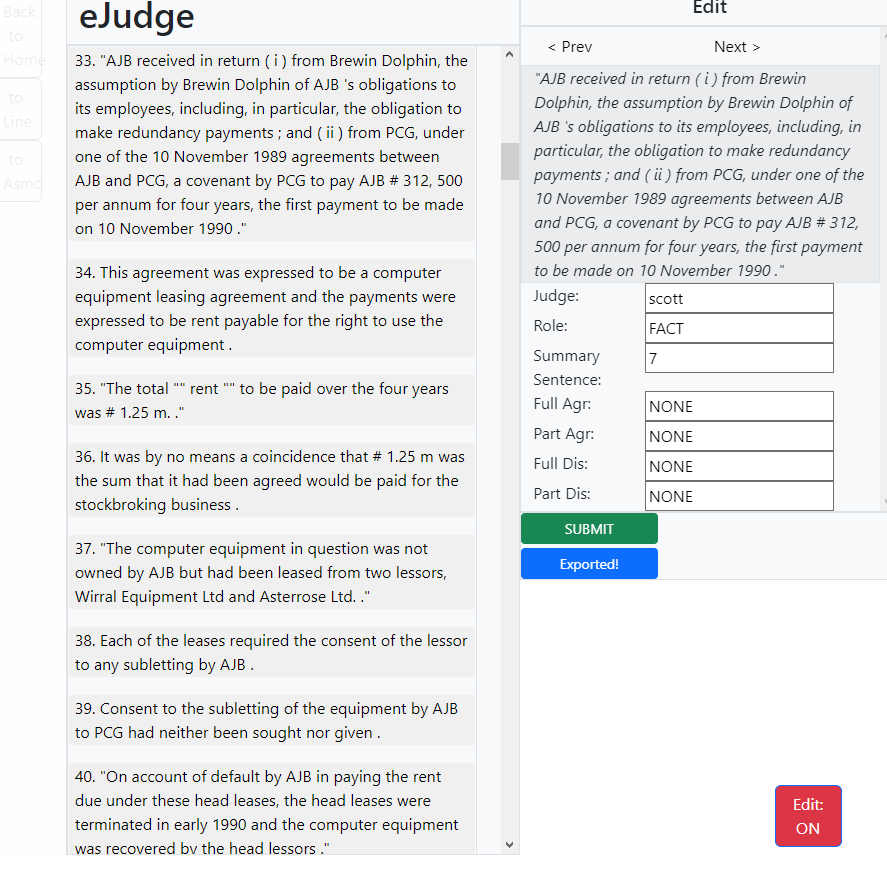 Back
to
Home
to
Line
to
Asmo
eJudge
33. "AJB received in return ( i ) from Brewin Dolphin, the
assumption by Brewin Dolphin of AJB 's obligations to
its employees, including, in particular, the obligation to
make redundancy payments ; and ( ii ) from PCG, under
one of the 10 November 1989 agreements between
AJB and PCG, a covenant by PCG to pay AJB # 312, 500
per annum for four years, the first payment to be made
on 10 November 1990 ."
34. This agreement was expressed to be a computer
equipment leasing agreement and the payments were
expressed to be rent payable for the right to use the
computer equipment .
35. "The total "" rent "" to be paid over the four years
was # 1.25 m. ."
36. It was by no means a coincidence that # 1.25 m was
the sum that it had been agreed would be paid for the
stockbroking business .
37. "The computer equipment in question was not
owned by AJB but had been leased from two lessors,
Wirral Equipment Ltd and Asterrose Ltd. ."
38. Each of the leases required the consent of the lessor
to any subletting by AJB .
39. Consent to the subletting of the equipment by AJB
to PCG had neither been sought nor given .
40. "On account of default by AJB in paying the rent
due under these head leases, the head leases were
terminated in early 1990 and the computer equipment
was recovered by the head lessors ."
Edit
< Prev Next >
"AJB received in return ( i ) from Brewin
Dolphin, the assumption by Brewin Dolphin of
AJB 's obligations to its employees, including, in
particular, the obligation to make redundancy
payments ; and ( ii ) from PCG, under one of the
10 November 1989 agreements between AJB
and PCG, a covenant by PCG to pay AJB # 312,
500 per annum for four years, the first payment
to be made on 10 November 1990 ."
Judge: scott
Role: FACT
Summary 7
Sentence:
Full Agr: NONE
Part Agr: NONE
Full Dis: NONE
Part Dis: NONE
SUBMIT
Exported!
Edit:
ON